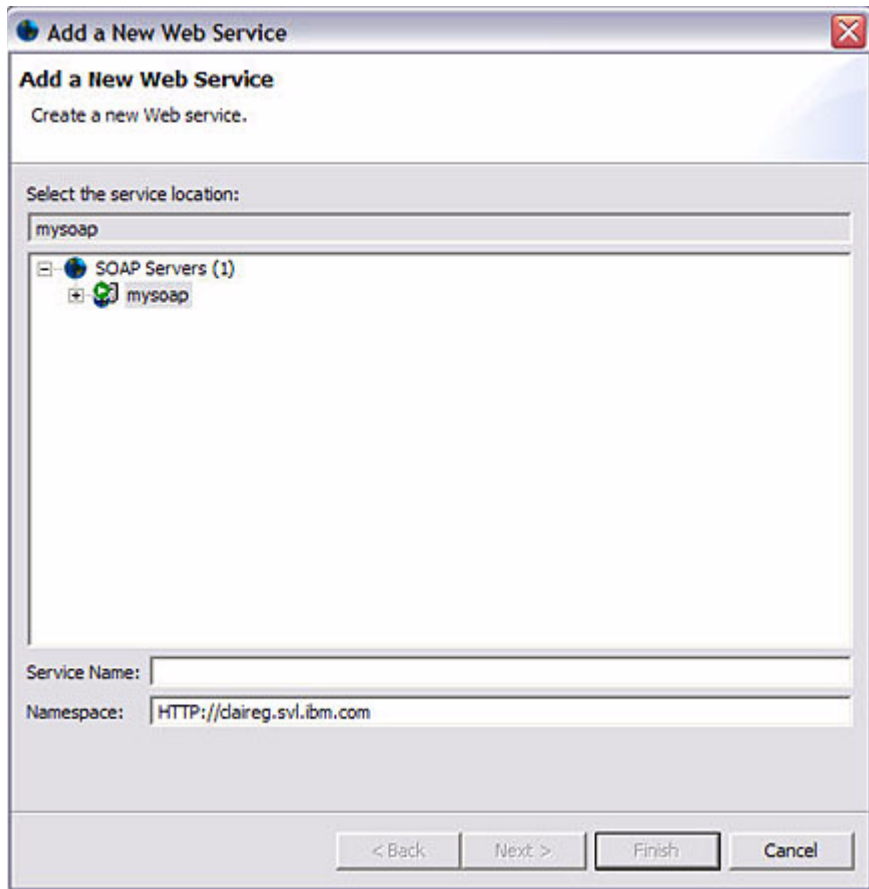 Add a New Web Service
Add a New Web Service
Create a new Web service.
Select the service location:
mysoap
SOAP Servers (1)
mysoap
Service Name:
Namespace: HTTP://claireg.svl.ibm.com
< Back Next > Finish Cancel